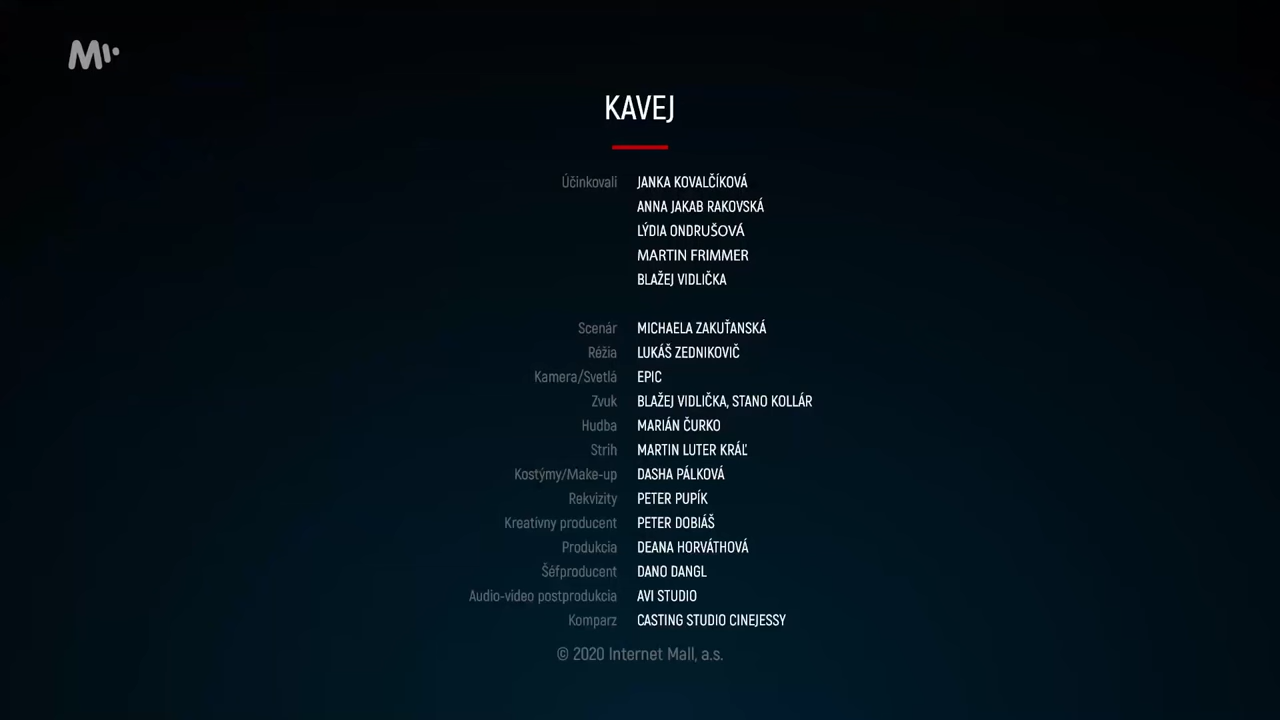 M
KAVEJ
Účinkovali JANKA KOVALČÍKOVÁ
ANNA JAKAB RAKOVSKÁ
LÝDIA ONDRUŠOVÁ
MARTIN FRIMMER
BLAŽEJ VIDLIČKA
Scenár MICHAELA ZAKUŤANSKÁ
Réžia LUKÁŠ ZEDNIKOVIČ
Kamera/Svetlá EPIC
Zvuk BLAŽEJ VIDLIČKA, STANO KOLLÁR
Hudba MARIÁN ČURKO
Strih MARTIN LUTER KRÁĽ
Kostýmy/Make-up DASHA PÁLKOVÁ
Rekvizity PETER PUPÍK
Kreatívny producent PETER DOBIÁŠ
Produkcia DEANA HORVÁTHOVÁ
Šéfproducent DANO DANGL
Audio-video postprodukcia AVI STUDIO
Komparz CASTING STUDIO CINEJESSY
© 2020 Internet Mall, a.s.